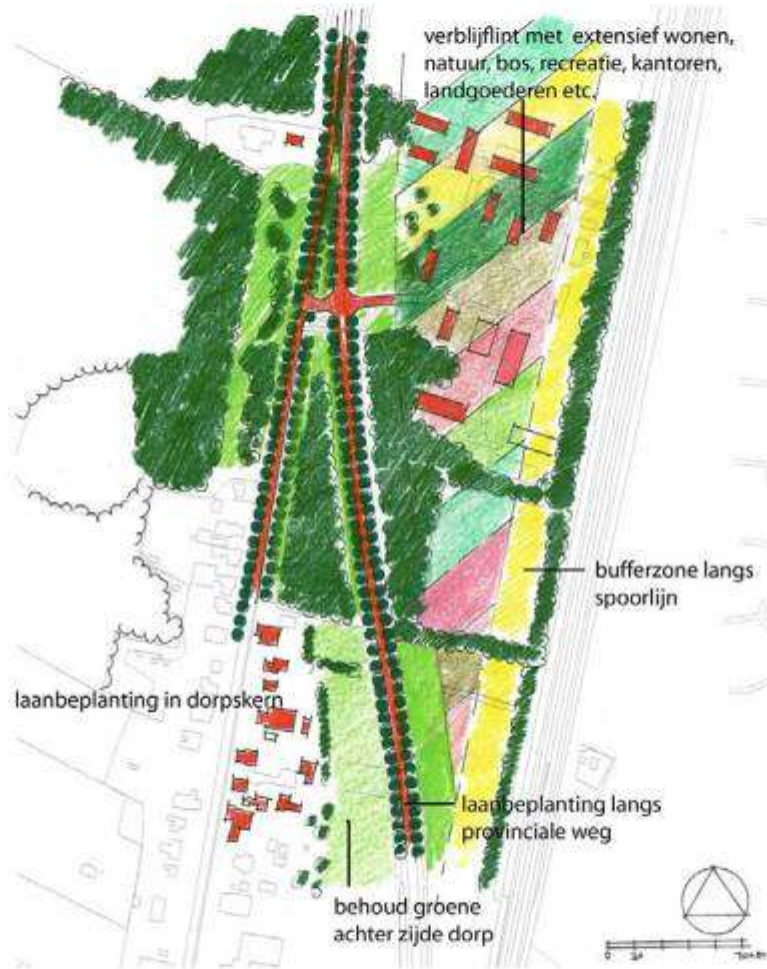 verblijflint met extensief wonen,
natuur, bos, recreatie, kantoren,
landgoederen etc.
bufferzone langs
spoorlijn
laanbeplanting in dorpskern
laanbeplanting langs
provinciale weg
behoud groene
achter zijde dorp
0